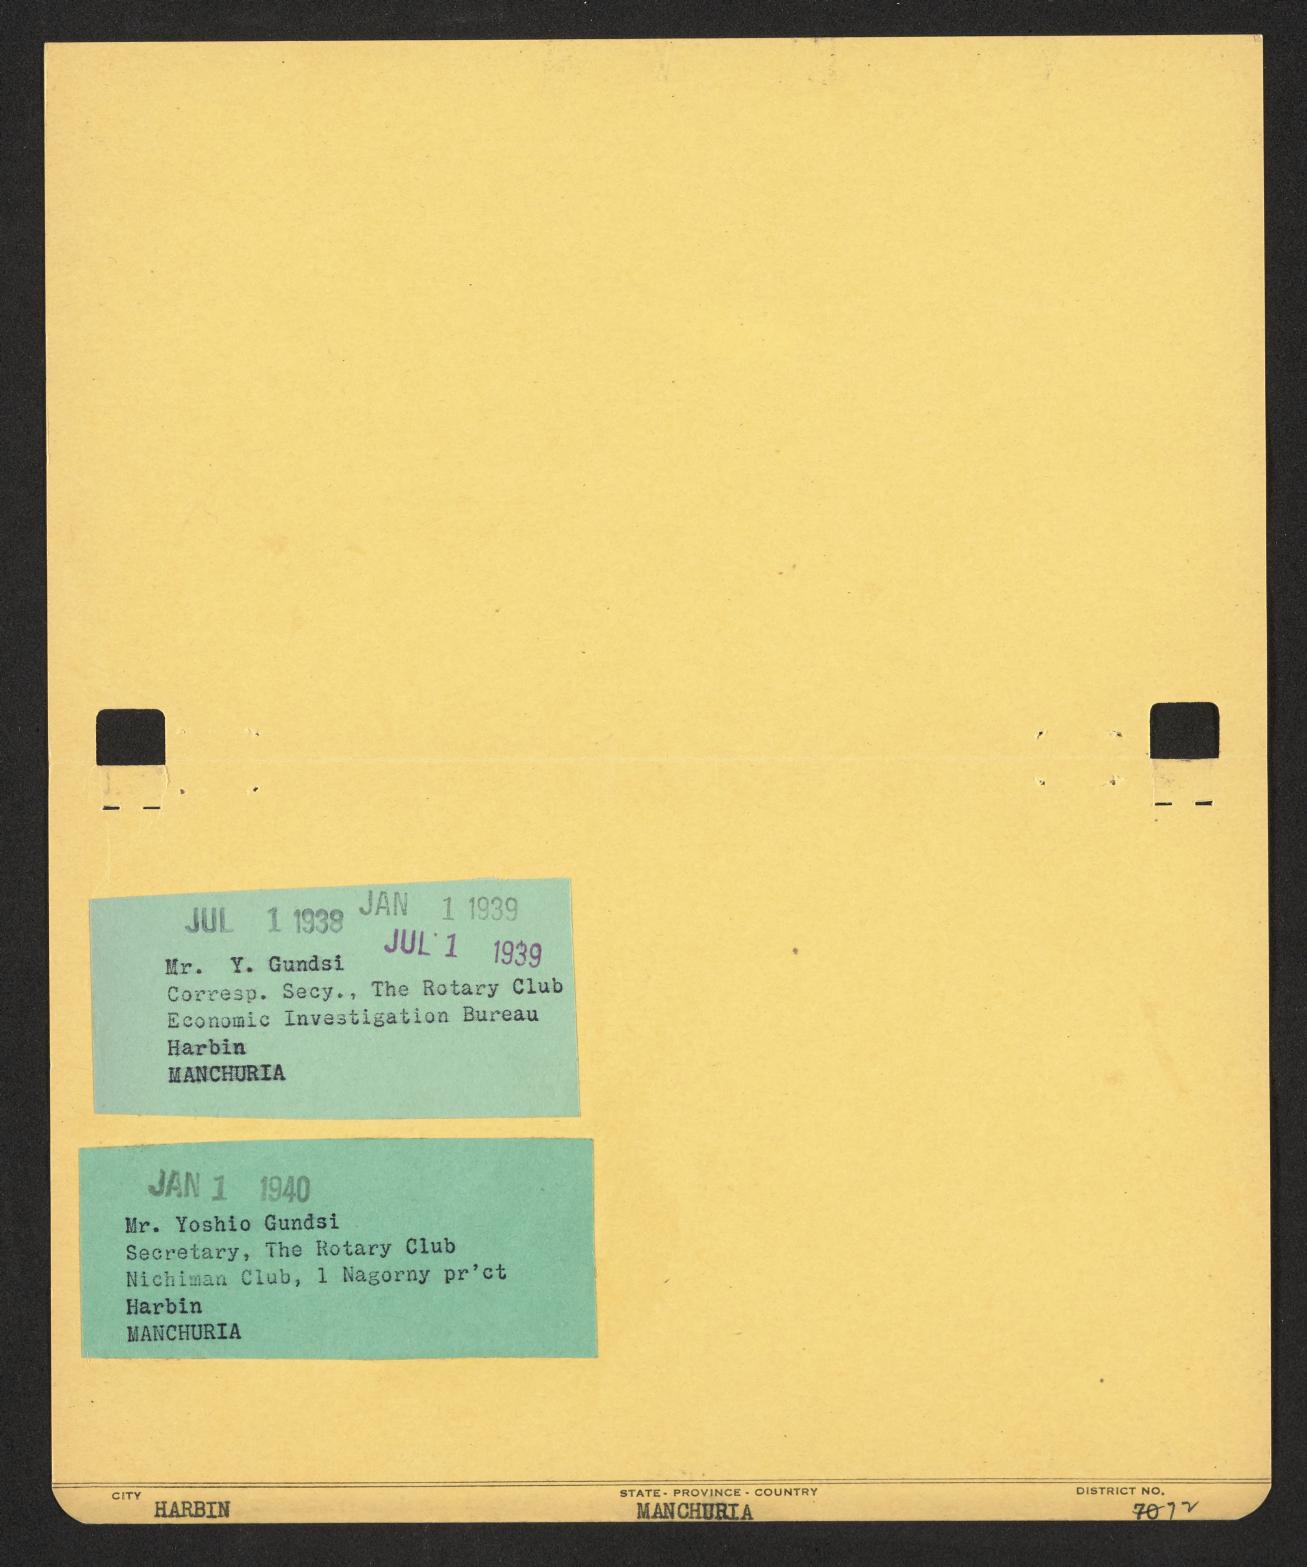 JUL 1 1938 JAN 1 1939
JUL 1 1939
Mr. Y. Gundsi
Corresp. Secy., The Rotary Club
Economic Investigation Bureau
Harbin
MANCHURIA
JAN 1 1940
Mr. Yoshio Gundsi
Secretary, The Rotary Club
Nichiman Club, 1 Nagorny pr'ct
Harbin
MANCHURIA
CITY STATE - PROVINCE - COUNTRY DISTRICT NO.
HARBIN MANCHURIA 70 72